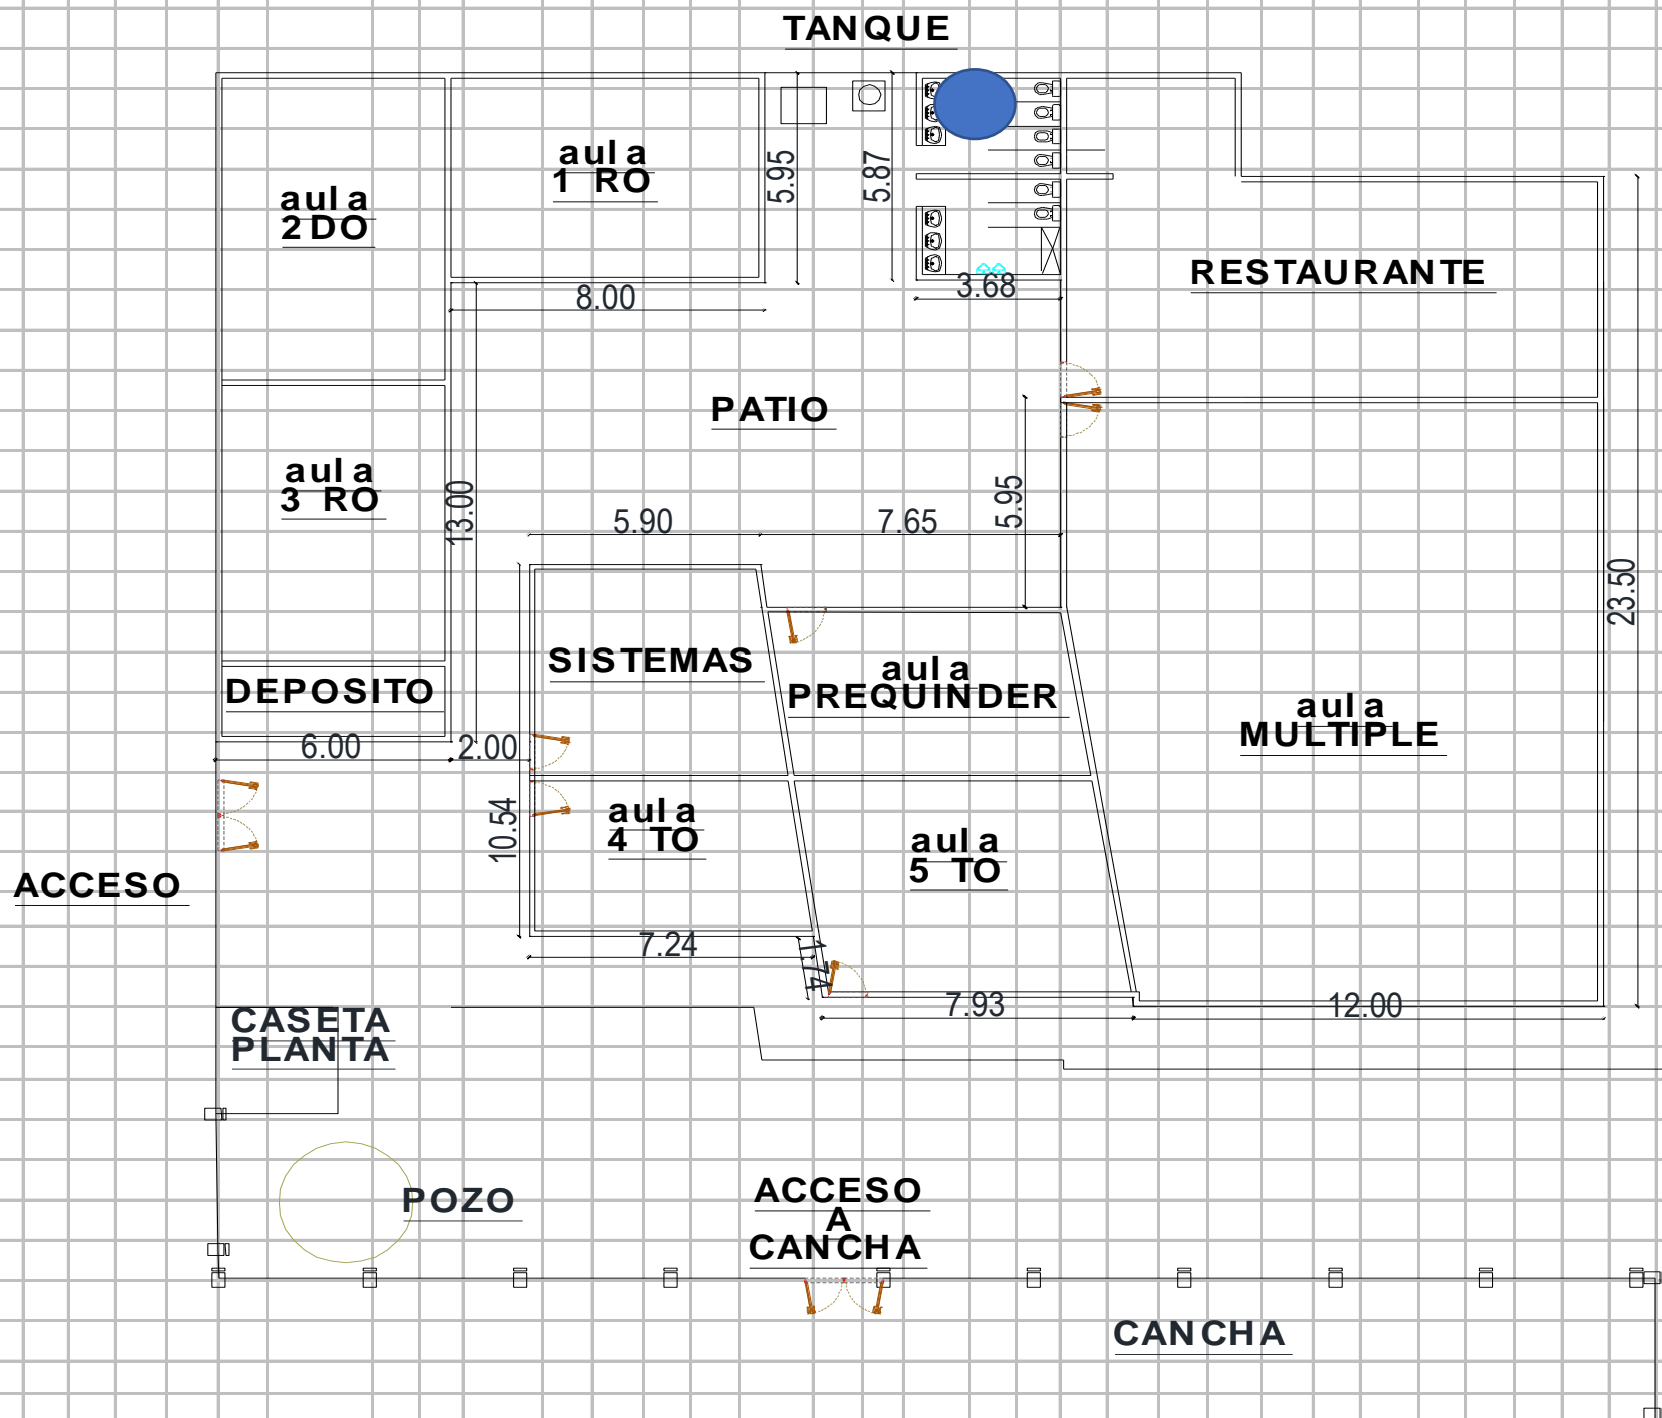 TANQUE
aula
1 RO
aula
2DO
5.95
5.87
RESTAURANTE
3.68
8.00
PATIO
aula
3 RO
13.00
5.90
7.65
5.95
23.50
SISTEMAS
aula
PREQUINDER
DEPOSITO
aula
MULTIPLE
6.00
2.00
10.54
aula
4 TO
aula
5 TO
ACCESO
7.24
1.74
7.93
12.00
CASETA
PLANTA
POZO
ACCESO
A
CANCHA
CANCHA